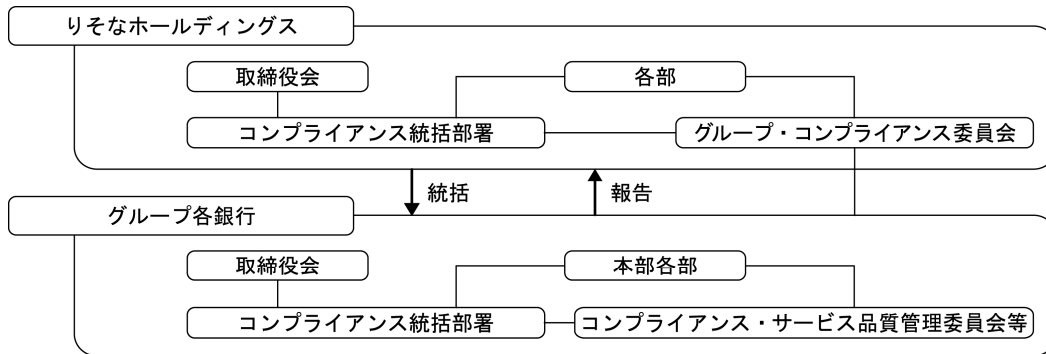 りそなホールディングス
取締役会
各部
コンプライアンス統括部署
グループ・コンプライアンス委員会
統括
報告
グループ各銀行
取締役会
本部各部
コンプライアンス統括部署
コンプライアンス・サービス品質管理委員会等